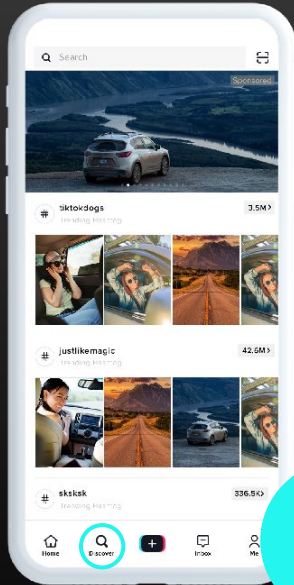 Search
Sponsored
tiktokdogs
3.5M>
Trending Hashtag
justlikemagic
42.6M>
Trending Hashtag
sksksk
336.5K>
Trending Hashtag
Home
Discover
Inbox
Me